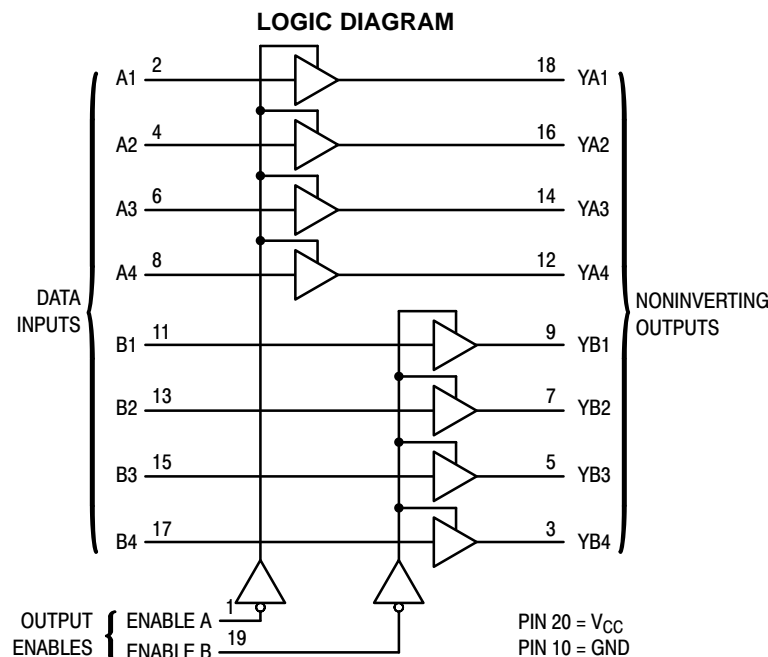 LOGIC DIAGRAM
A1 2 18 YA1
A2 4 16 YA2
A3 6 14 YA3
A4 8 12 YA4
DATA
INPUTS
NONINVERTING
OUTPUTS
B1 11 9 YB1
B2 13 7 YB2
B3 15 5 YB3
B4 17 3 YB4
OUTPUT
ENABLES
ENABLE A 1
ENABLE B 19
PIN 20 = VCC
PIN 10 = GND